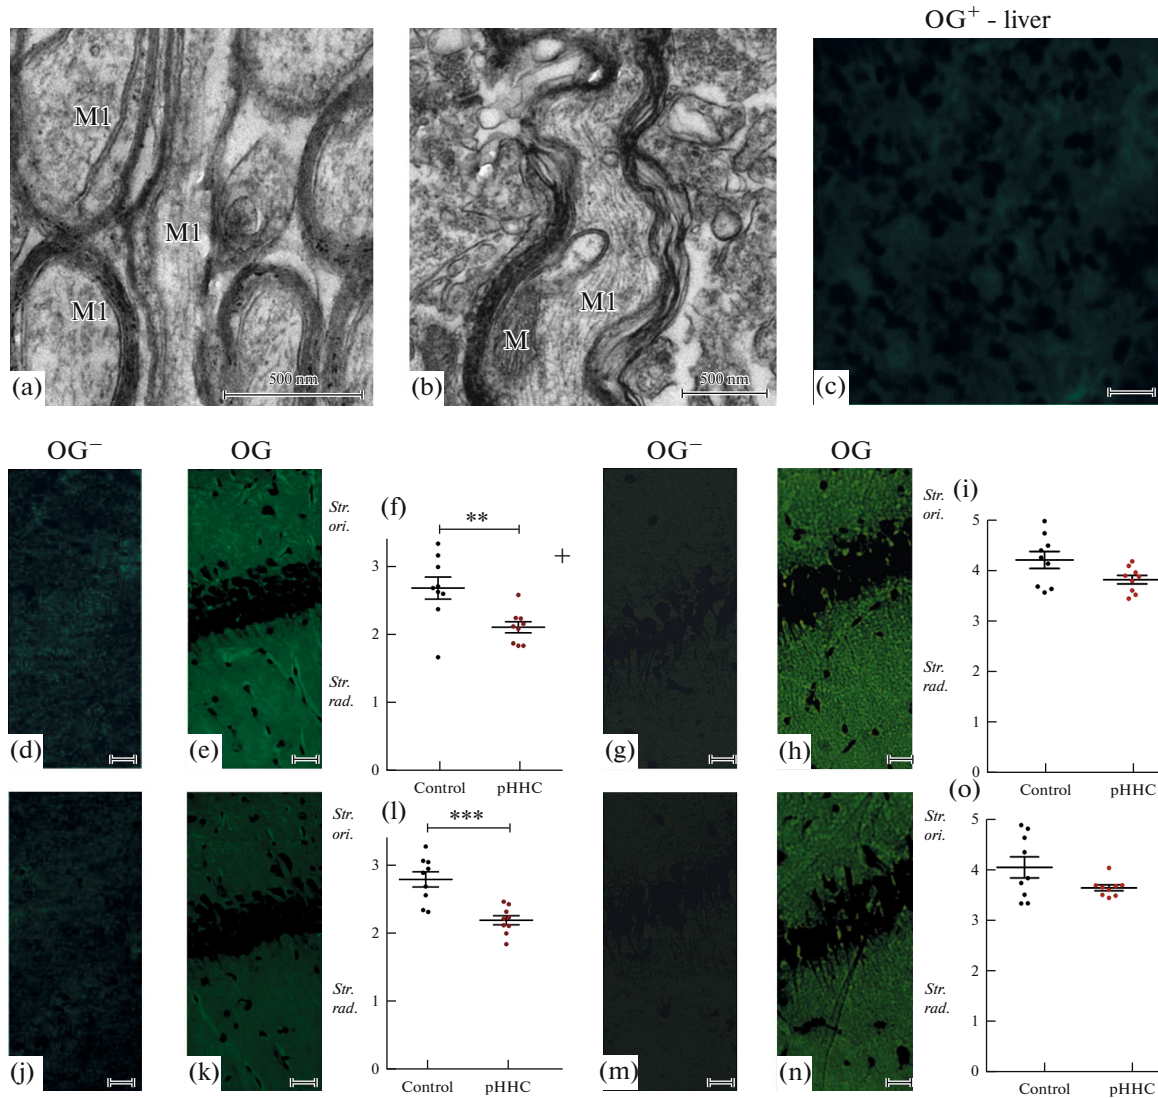 OG⁺ - liver
M1
M1
M1
(a)
500 nm
M1
M
(b)
500 nm
(c)
OG⁻
OG
OG⁻
OG
(d)
(e)
Str.
ori.
Str.
rad.
(f)
**
+
3
2
1
0
Control
pHHC
(g)
(h)
Str.
ori.
Str.
rad.
(i)
5
4
3
2
1
0
Control
pHHC
(j)
(k)
Str.
ori.
Str.
rad.
(l)
***
3
2
1
0
Control
pHHC
(m)
(n)
Str.
ori.
Str.
rad.
(o)
5
4
3
2
1
0
Control
pHHC